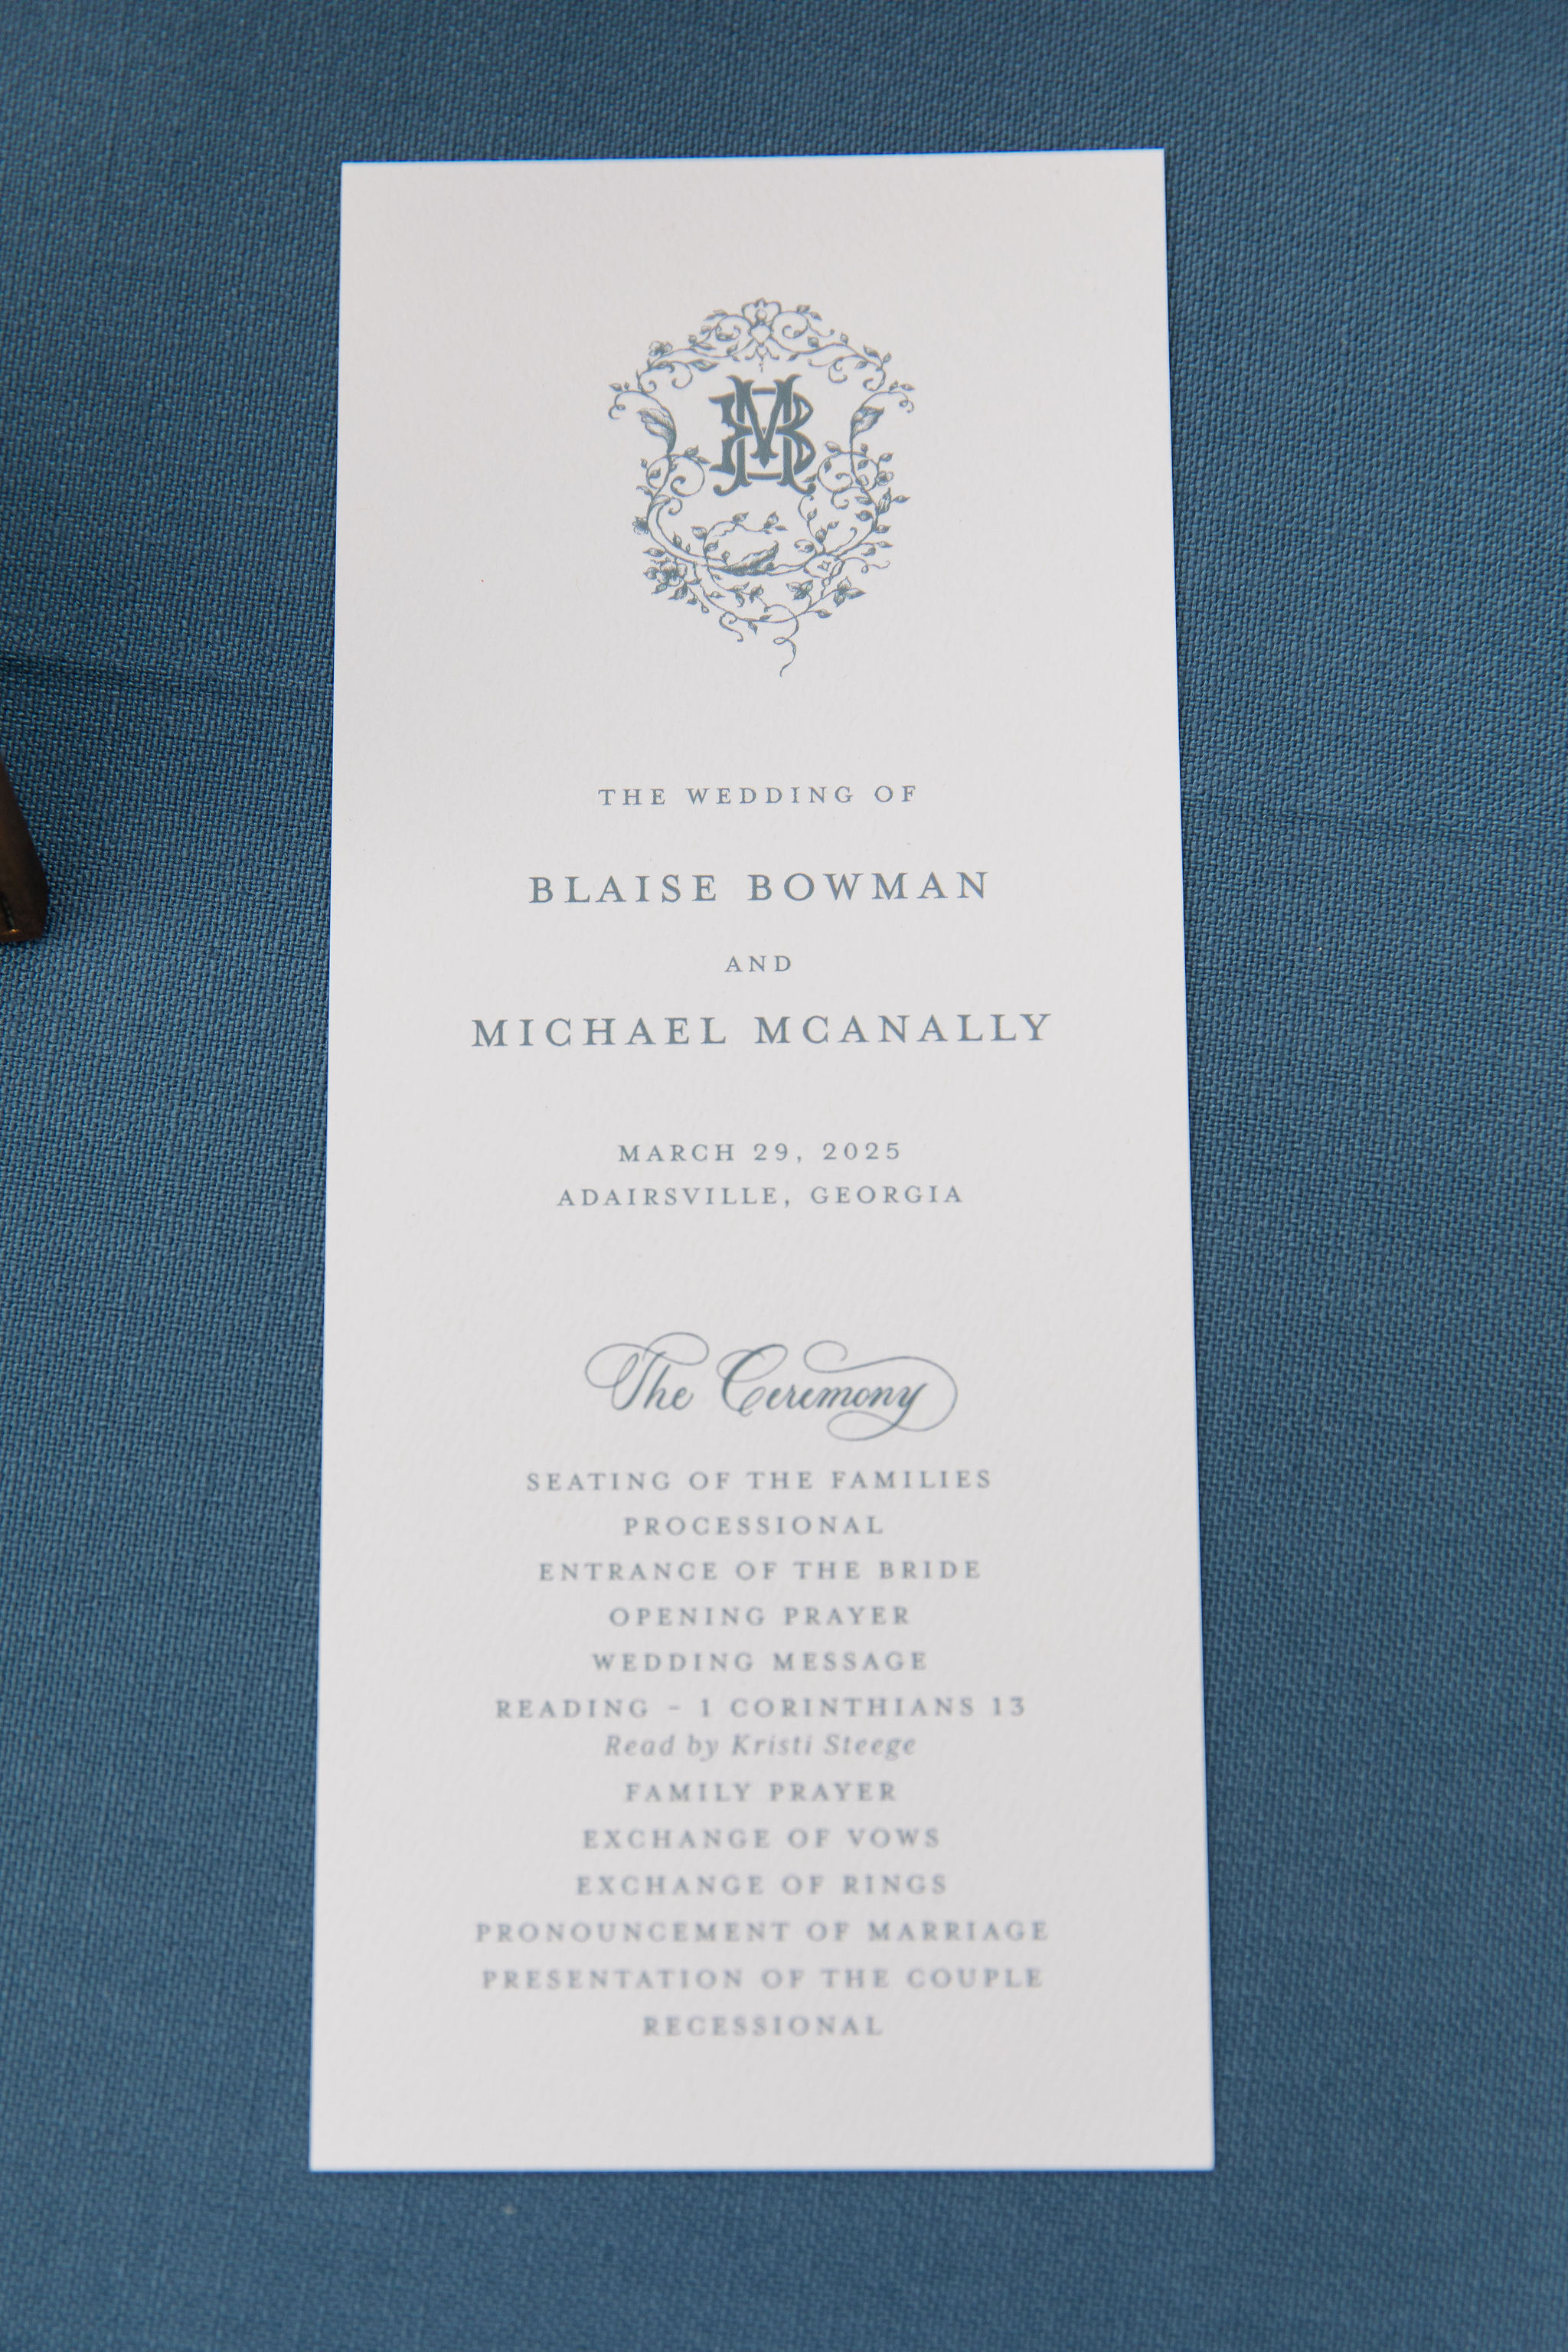 MB
THE WEDDING OF
BLAISE BOWMAN
AND
MICHAEL MCANALLY
MARCH 29, 2025
ADAIRSVILLE, GEORGIA
The Ceremony
SEATING OF THE FAMILIES
PROCESSIONAL
ENTRANCE OF THE BRIDE
OPENING PRAYER
WEDDING MESSAGE
READING - 1 CORINTHIANS 13
Read by Kristi Steege
FAMILY PRAYER
EXCHANGE OF VOWS
EXCHANGE OF RINGS
PRONOUNCEMENT OF MARRIAGE
PRESENTATION OF THE COUPLE
RECESSIONAL